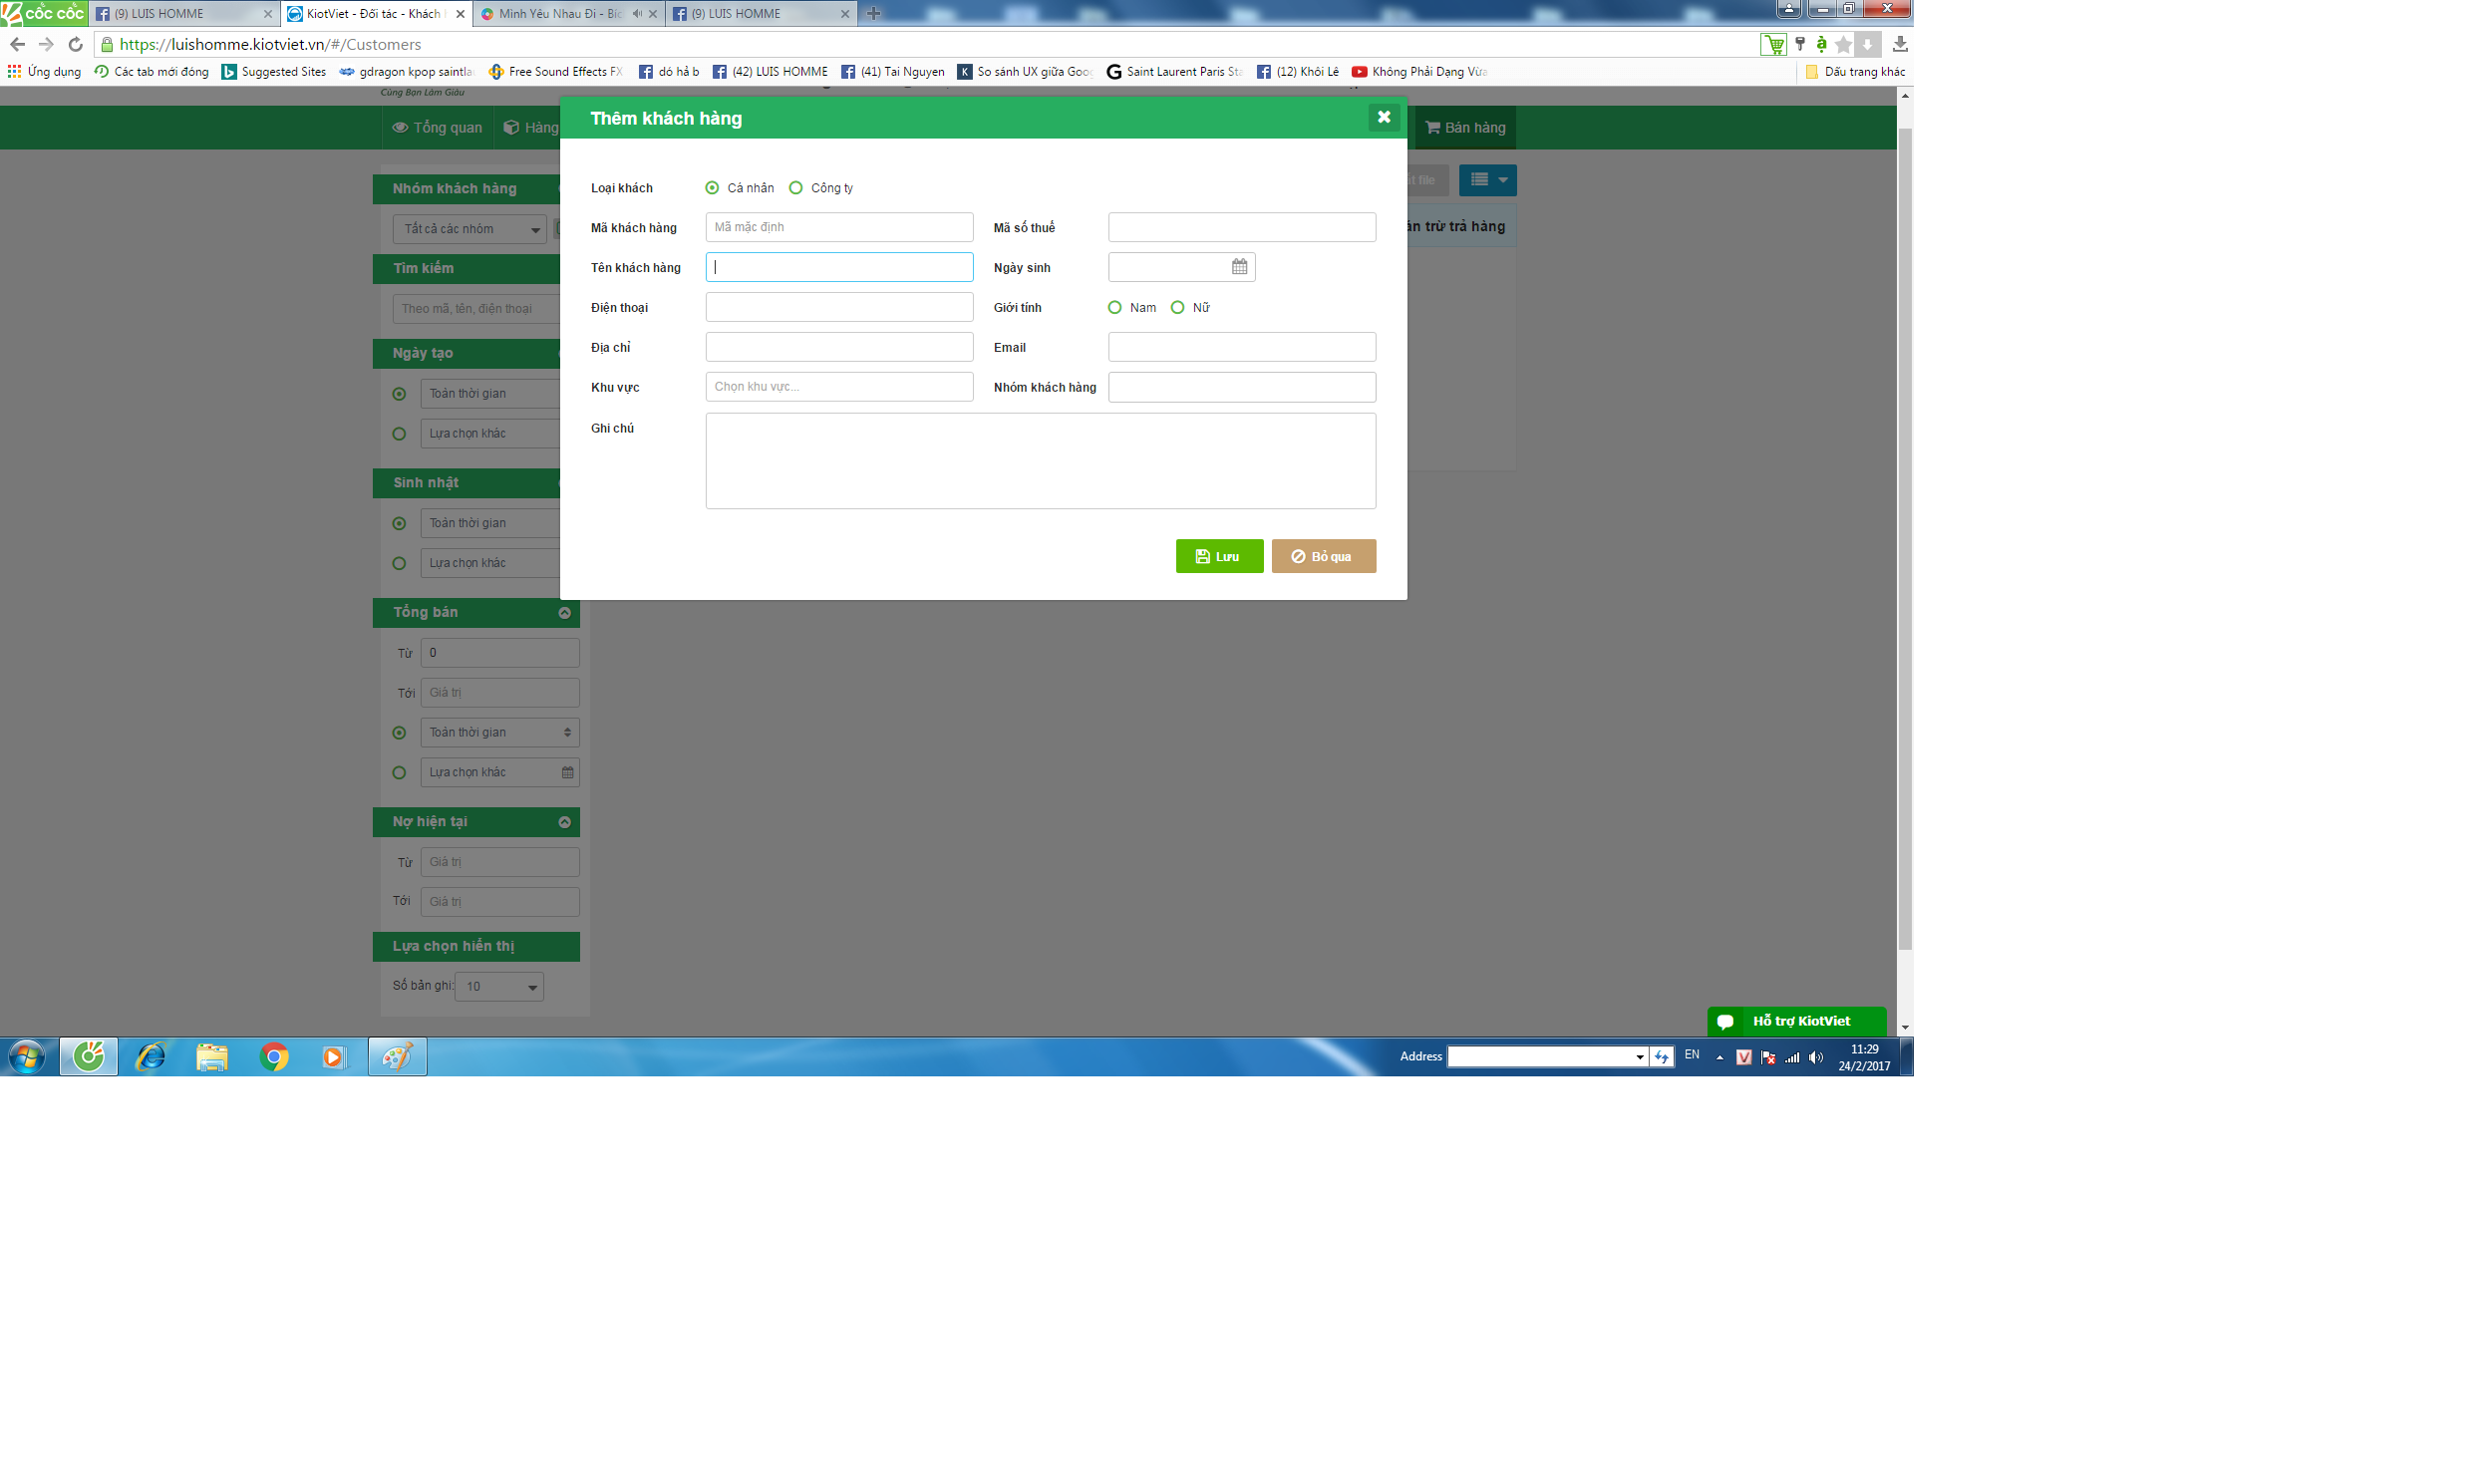 cốc cốc (9) LUIS HOMME KiotViet - Đối tác - Khách Mình Yêu Nhau Đi - Bíc (9) LUIS HOMME
https://luishomme.kiotviet.vn/#/Customers
Ứng dụng Các tab mới đóng Suggested Sites gdragon kpop saintla Free Sound Effects FX dó hả b (42) LUIS HOMME (41) Tai Nguyen So sánh UX giữa Goog Saint Laurent Paris Sta (12) Khôi Lê Không Phải Dạng Vừa Dấu trang khác
Cùng Bạn Làm Giàu
Tổng quan Hàng Bán hàng
Thêm khách hàng
Loại khách Cá nhân Công ty
Mã khách hàng Mã mặc định Mã số thuế
Tên khách hàng Ngày sinh
Điện thoại Giới tính Nam Nữ
Địa chỉ Email
Khu vực Chọn khu vực... Nhóm khách hàng
Ghi chú
Lưu Bỏ qua
file
trừ trả hàng
Nhóm khách hàng
Tất cả các nhóm
Tìm kiếm
Theo mã, tên, điện thoại
Ngày tạo
Toàn thời gian
Lựa chọn khác
Sinh nhật
Toàn thời gian
Lựa chọn khác
Tổng bán
Từ 0
Tới Giá trị
Toàn thời gian
Lựa chọn khác
Nợ hiện tại
Từ Giá trị
Tới Giá trị
Lựa chọn hiển thị
Số bản ghi: 10
Hỗ trợ KiotViet
Address EN 11:29
24/2/2017